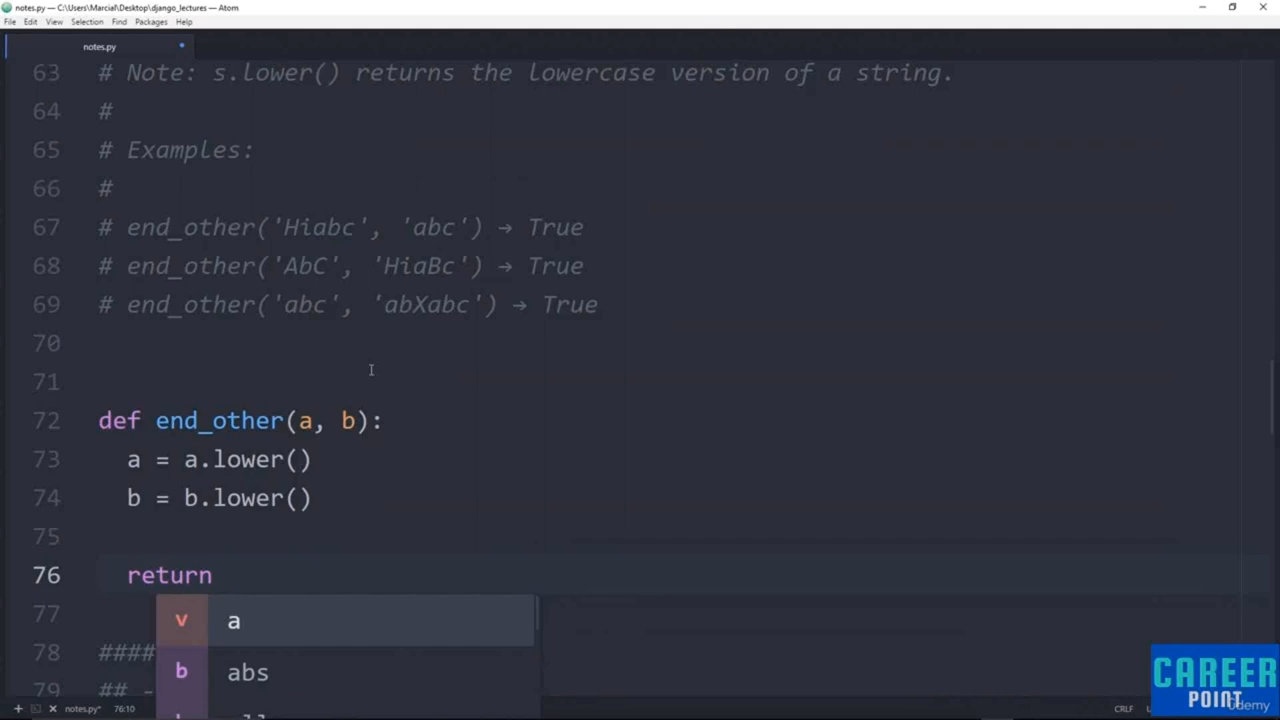 notes.py — C:\Users\Marcial\Desktop\django_lectures — Atom
File Edit View Selection Find Packages Help
notes.py
63 # Note: s.lower() returns the lowercase version of a string.
64 #
65 # Examples:
66 #
67 # end_other('Hiabc', 'abc') → True
68 # end_other('AbC', 'HiaBc') → True
69 # end_other('abc', 'abXabc') → True
70
71
72 def end_other(a, b):
73 a = a.lower()
74 b = b.lower()
75
76 return
77
v a
b abs
78 ####
79 ## -
notes.py* 76:10
CRLF
CAREER
POINT
Udemy